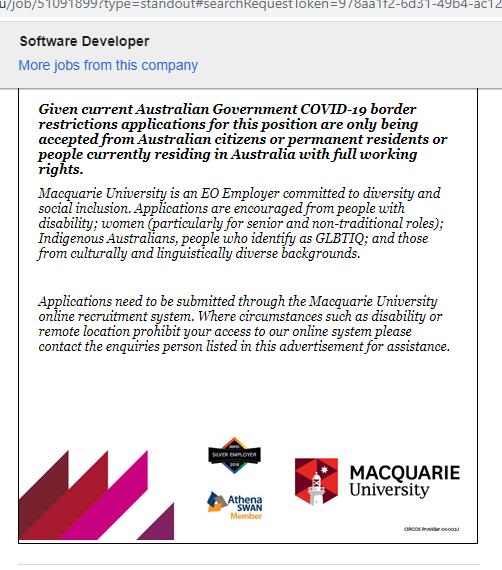 u/job/51091899?type=standout#searchRequestToken=978aa1f2-6d31-49b4-ac12
Software Developer
More jobs from this company
Given current Australian Government COVID-19 border
restrictions applications for this position are only being
accepted from Australian citizens or permanent residents or
people currently residing in Australia with full working
rights.
Macquarie University is an EO Employer committed to diversity and
social inclusion. Applications are encouraged from people with
disability; women (particularly for senior and non-traditional roles);
Indigenous Australians, people who identify as GLBTIQ; and those
from culturally and linguistically diverse backgrounds.
Applications need to be submitted through the Macquarie University
online recruitment system. Where circumstances such as disability or
remote location prohibit your access to our online system please
contact the enquiries person listed in this advertisement for assistance.
AWEI
SILVER EMPLOYER
2018
Athena
SWAN
Member
MACQUARIE
University
CRICOS Provider 00002J